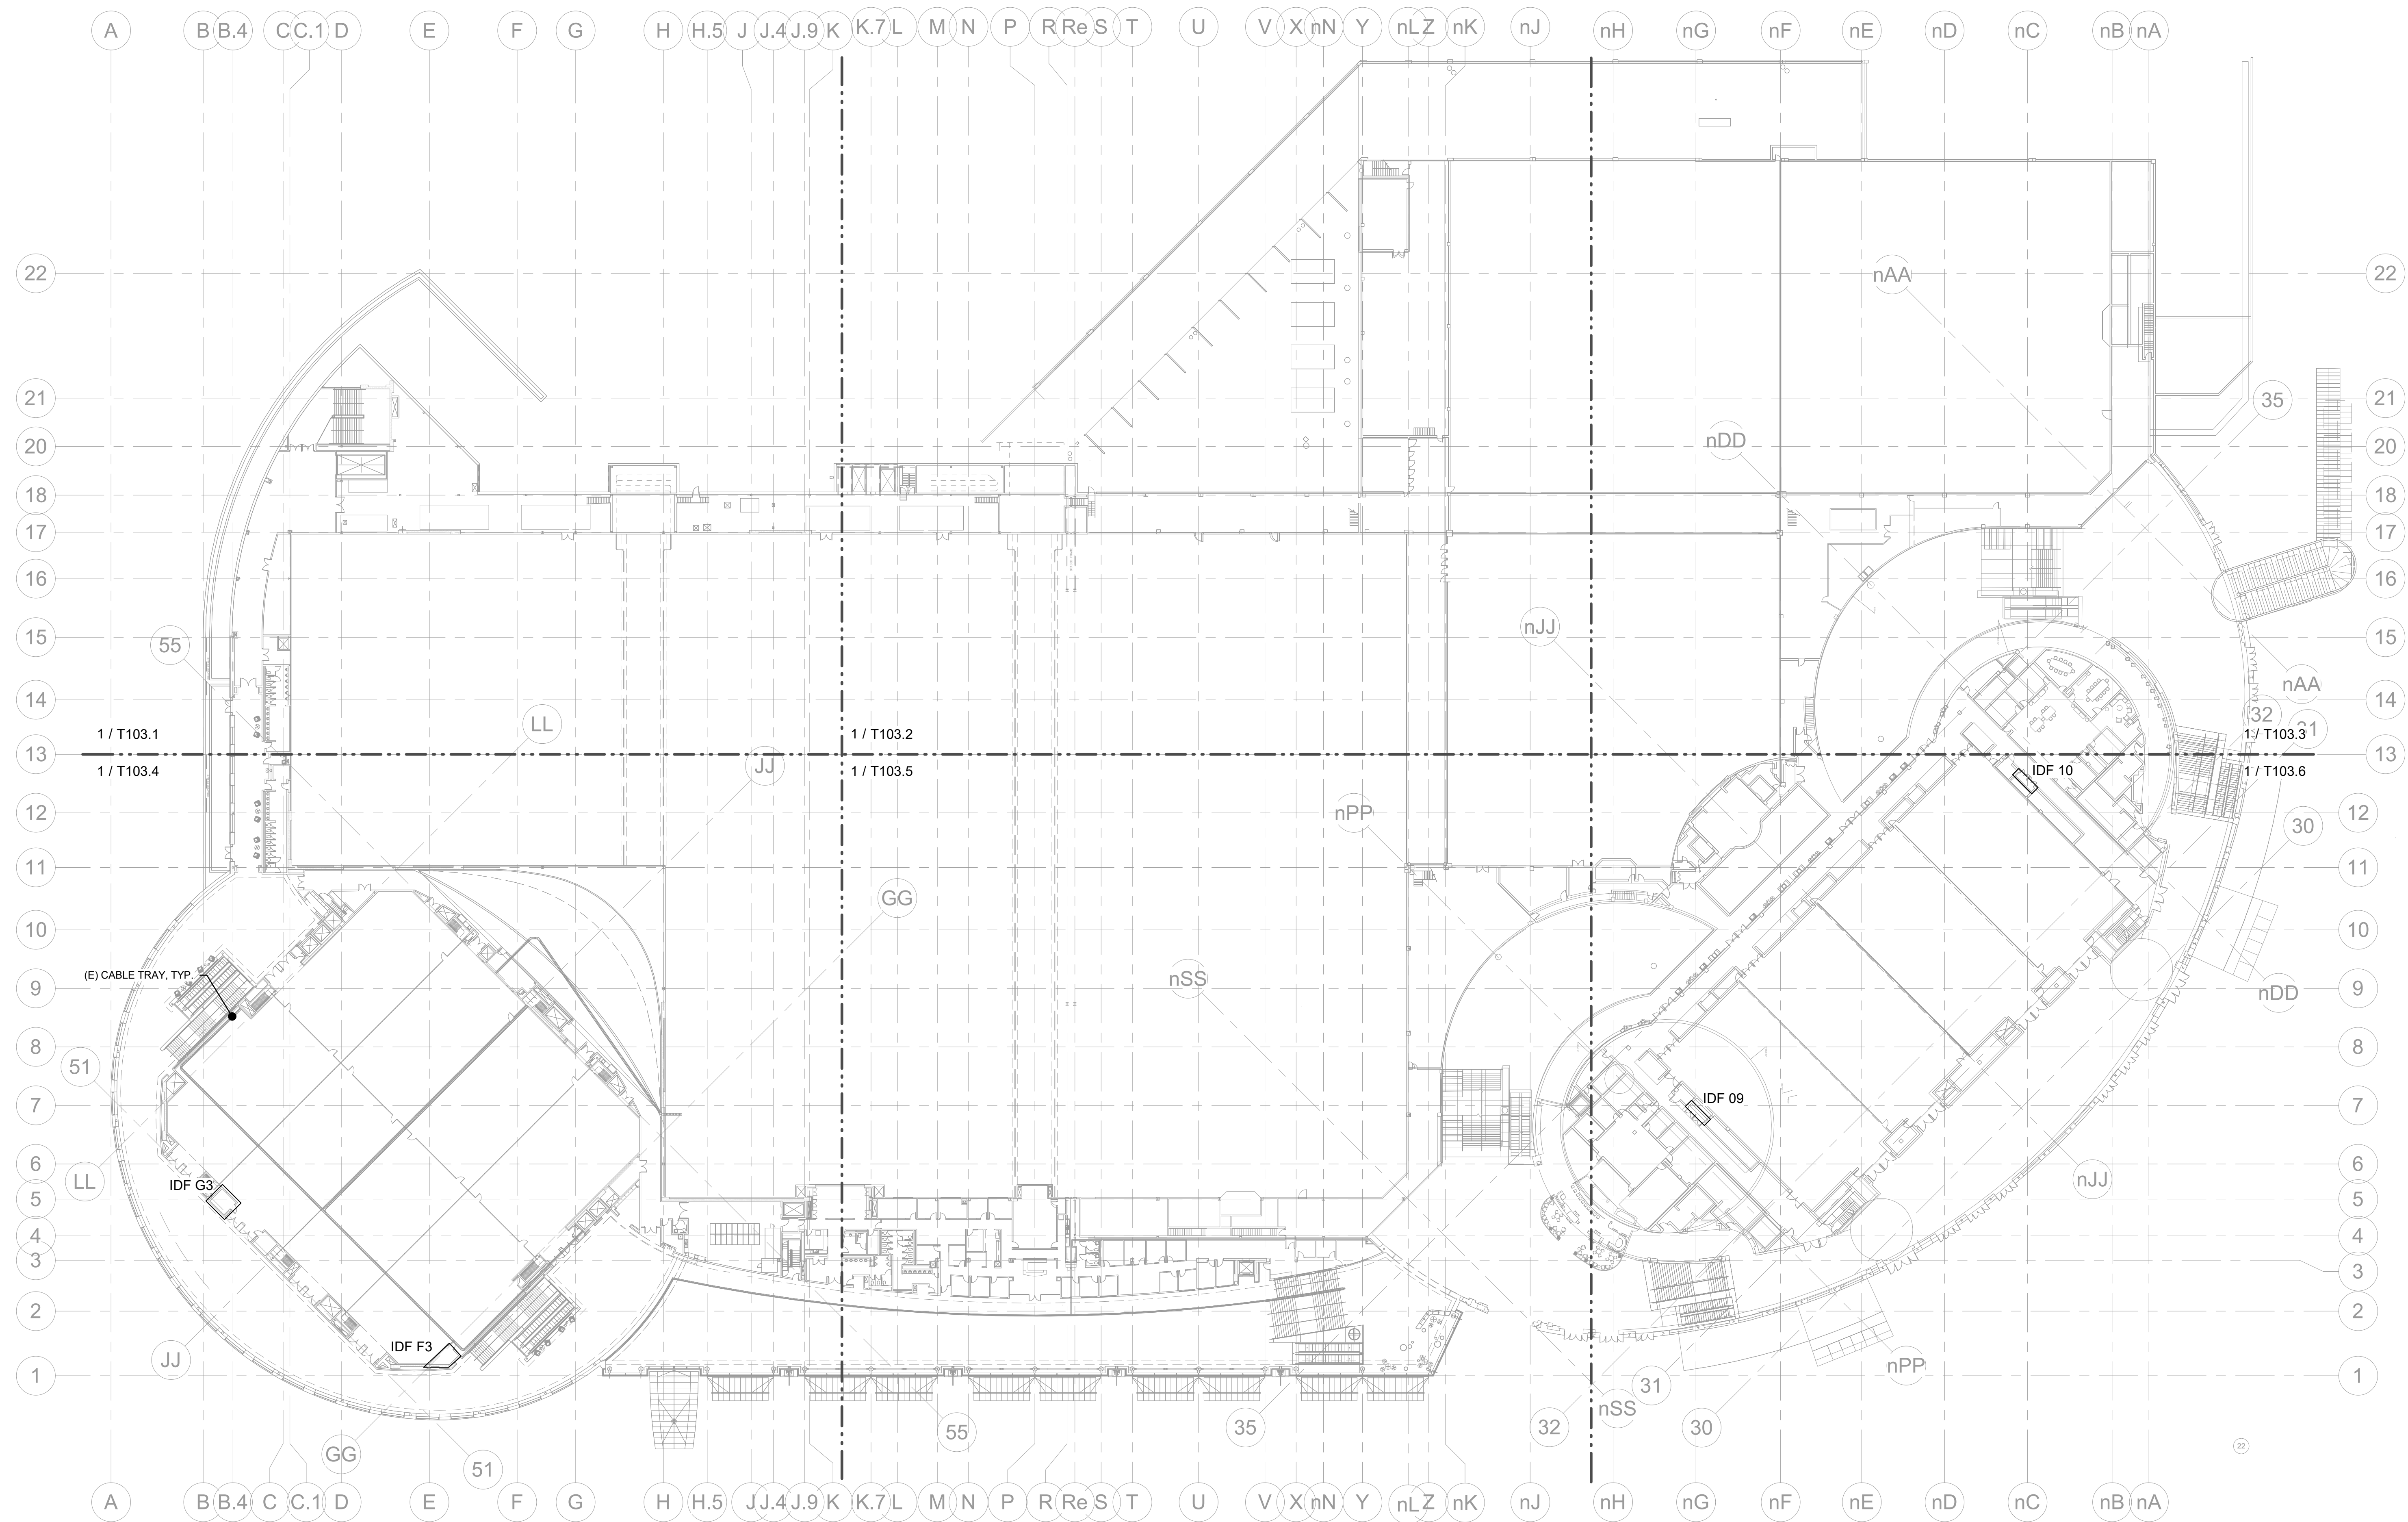 A B B.4 C C.1 D E F G H H.5 J J.4 J.9 K K.7 L M N P R Re S T U V X nN Y nL Z nK nJ nH nG nF nE nD nC nB nA
22 nAA 22
21 35 21
20 nDD 20
18 18
17 17
16 16
15 55 nJJ 15
14 LL nAA 14
32 31
1 / T103.1 1 / T103.2 1 / T103.3
13 13
1 / T103.4 JJ 1 / T103.5 IDF 10 1 / T103.6
12 nPP 30 12
11 11
GG
10 10
(E) CABLE TRAY, TYP.
9 nSS nDD 9
8 8
51
7 IDF 09 7
6 6
LL IDF G3 nJJ
5 5
4 4
3 3
2 2
IDF F3
JJ nPP
1 31 1
nSS
GG 55 35 32 30
51 22
A B B.4 C C.1 D E F G H H.5 J J.4 J.9 K K.7 L M N P R Re S T U V X nN Y nL Z nK nJ nH nG nF nE nD nC nB nA